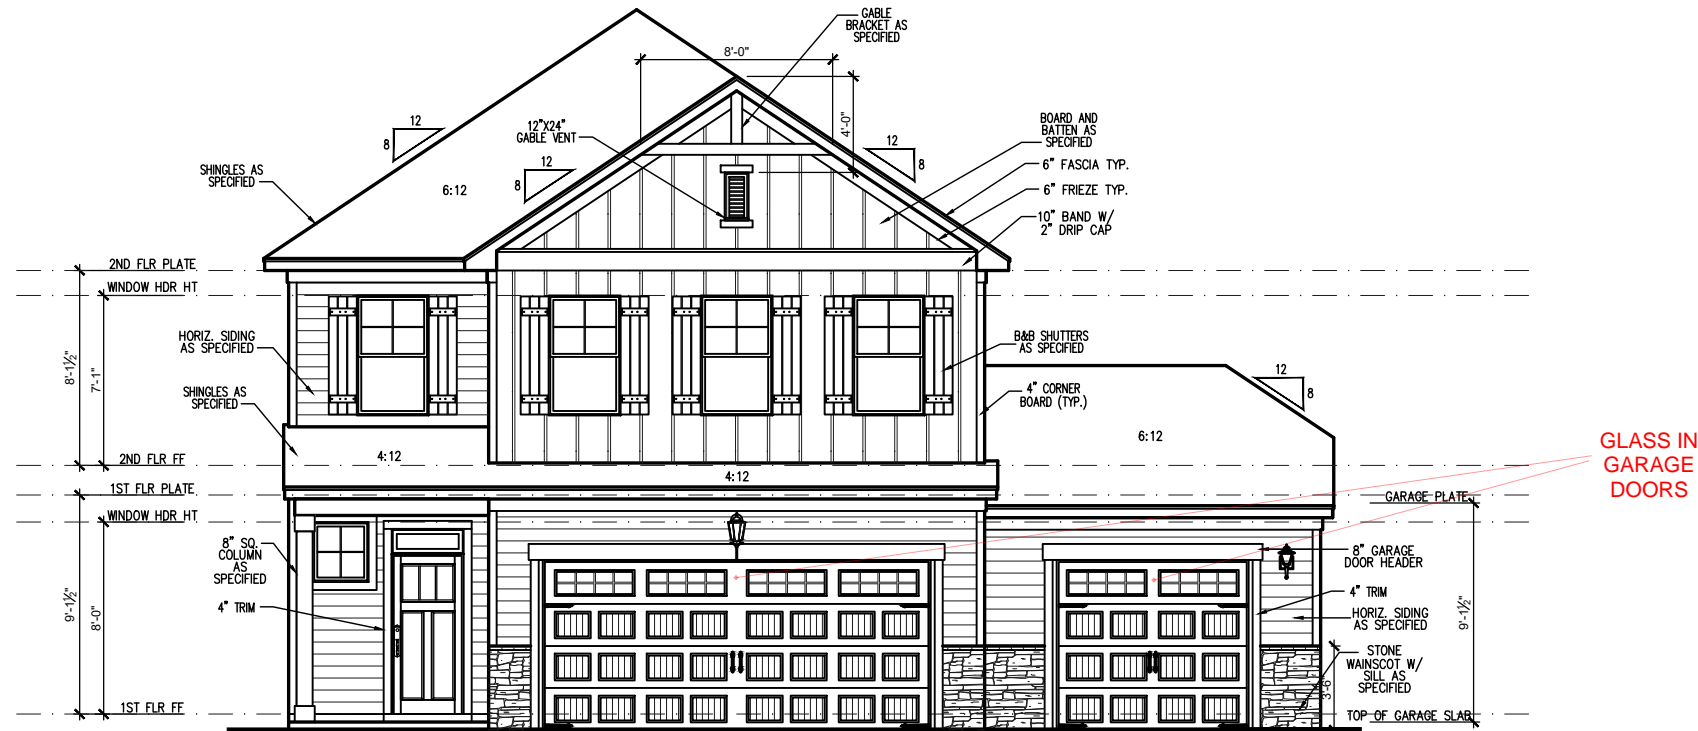 GABLE
BRACKET AS
SPECIFIED
8'-0"
4'-0"
12"X24"
GABLE VENT
12
8
12
8
12
8
BOARD AND
BATTEN AS
SPECIFIED
6" FASCIA TYP.
6" FRIEZE TYP.
10" BAND W/
2" DRIP CAP
SHINGLES AS
SPECIFIED
6:12
2ND FLR PLATE
WINDOW HDR HT
HORIZ. SIDING
AS SPECIFIED
8'-1½"
7'-1"
SHINGLES AS
SPECIFIED
B&B SHUTTERS
AS SPECIFIED
4" CORNER
BOARD (TYP.)
12
8
6:12
GLASS IN
GARAGE
DOORS
2ND FLR FF
4:12
4:12
1ST FLR PLATE
WINDOW HDR HT
GARAGE PLATE
8" SQ.
COLUMN
AS
SPECIFIED
4" TRIM
9'-1½"
8'-0"
8" GARAGE
DOOR HEADER
4" TRIM
HORIZ. SIDING
AS SPECIFIED
9'-1½"
STONE
WAINSCOT W/
SILL AS
SPECIFIED
3'-6"
1ST FLR FF
TOP OF GARAGE SLAB